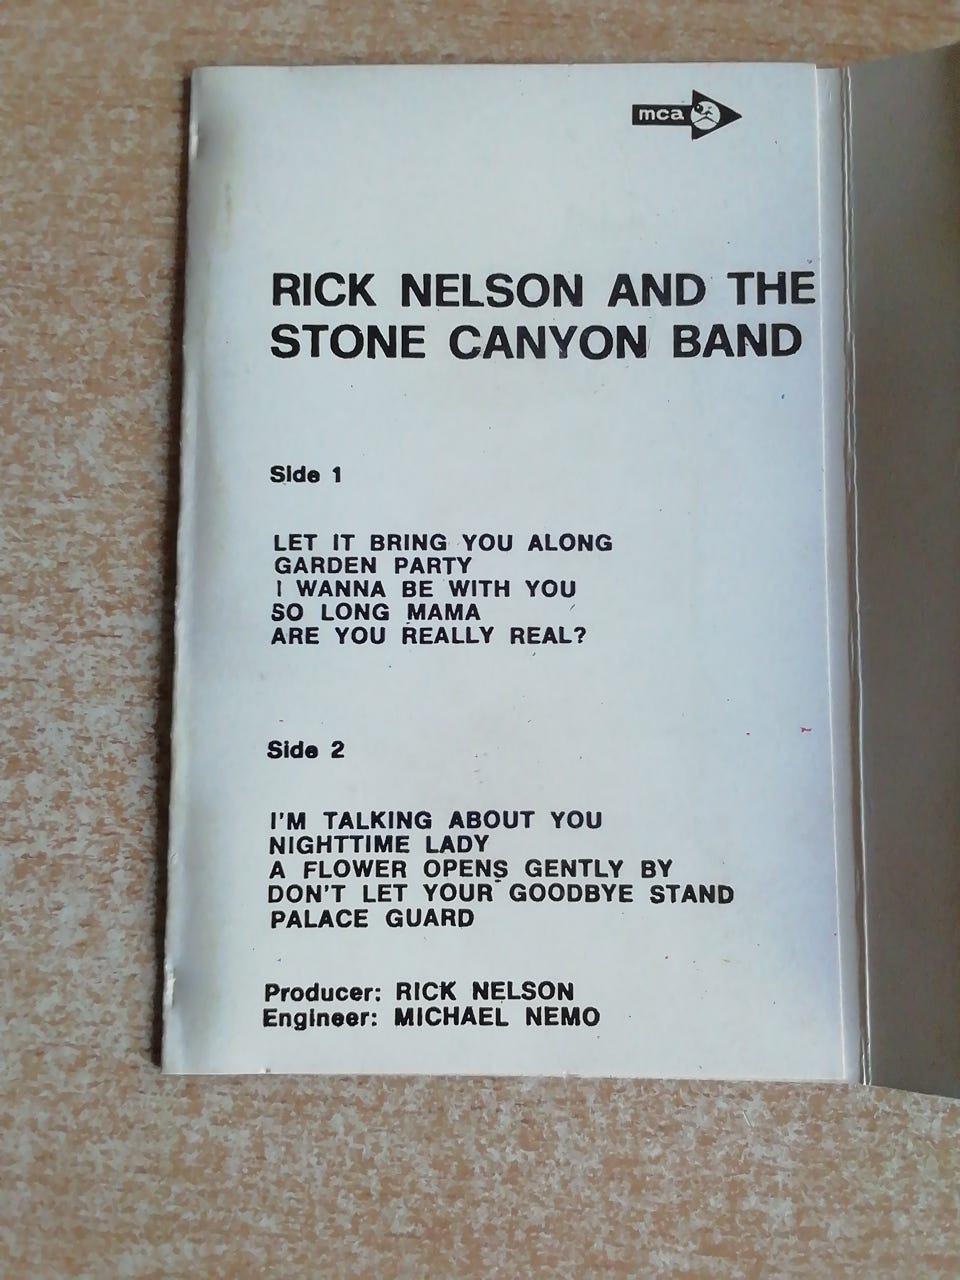 mca
RICK NELSON AND THE
STONE CANYON BAND
Side 1
LET IT BRING YOU ALONG
GARDEN PARTY
I WANNA BE WITH YOU
SO LONG MAMA
ARE YOU REALLY REAL?
Side 2
I'M TALKING ABOUT YOU
NIGHTTIME LADY
A FLOWER OPENS GENTLY BY
DON'T LET YOUR GOODBYE STAND
PALACE GUARD
Producer: RICK NELSON
Engineer: MICHAEL NEMO